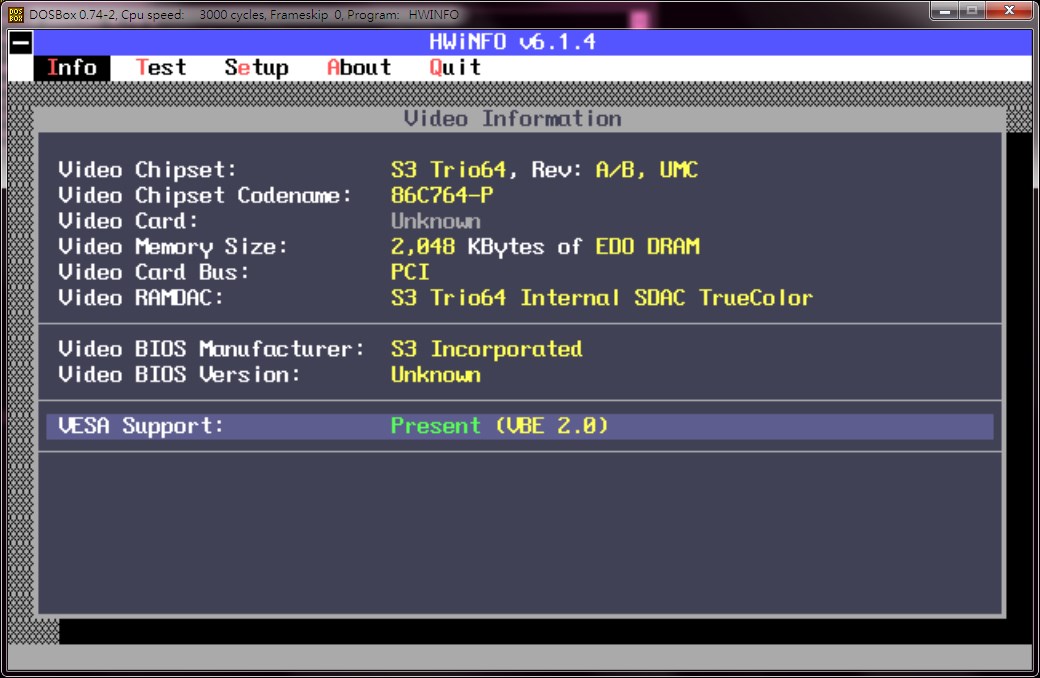 DOS BOX DOSBox 0.74-2, Cpu speed: 3000 cycles, Frameskip 0, Program: HWINFO
HWiNFO v6.1.4
Info Test Setup About Quit
Video Information
Video Chipset: S3 Trio64, Rev: A/B, UMC
Video Chipset Codename: 86C764-P
Video Card: Unknown
Video Memory Size: 2,048 KBytes of EDO DRAM
Video Card Bus: PCI
Video RAMDAC: S3 Trio64 Internal SDAC TrueColor
Video BIOS Manufacturer: S3 Incorporated
Video BIOS Version: Unknown
VESA Support: Present (VBE 2.0)